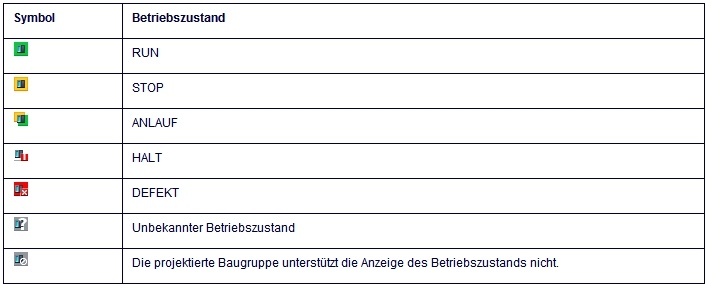 Symbol Betriebszustand
RUN
STOP
ANLAUF
HALT
DEFEKT
Unbekannter Betriebszustand
Die projektierte Baugruppe unterstützt die Anzeige des Betriebszustands nicht.